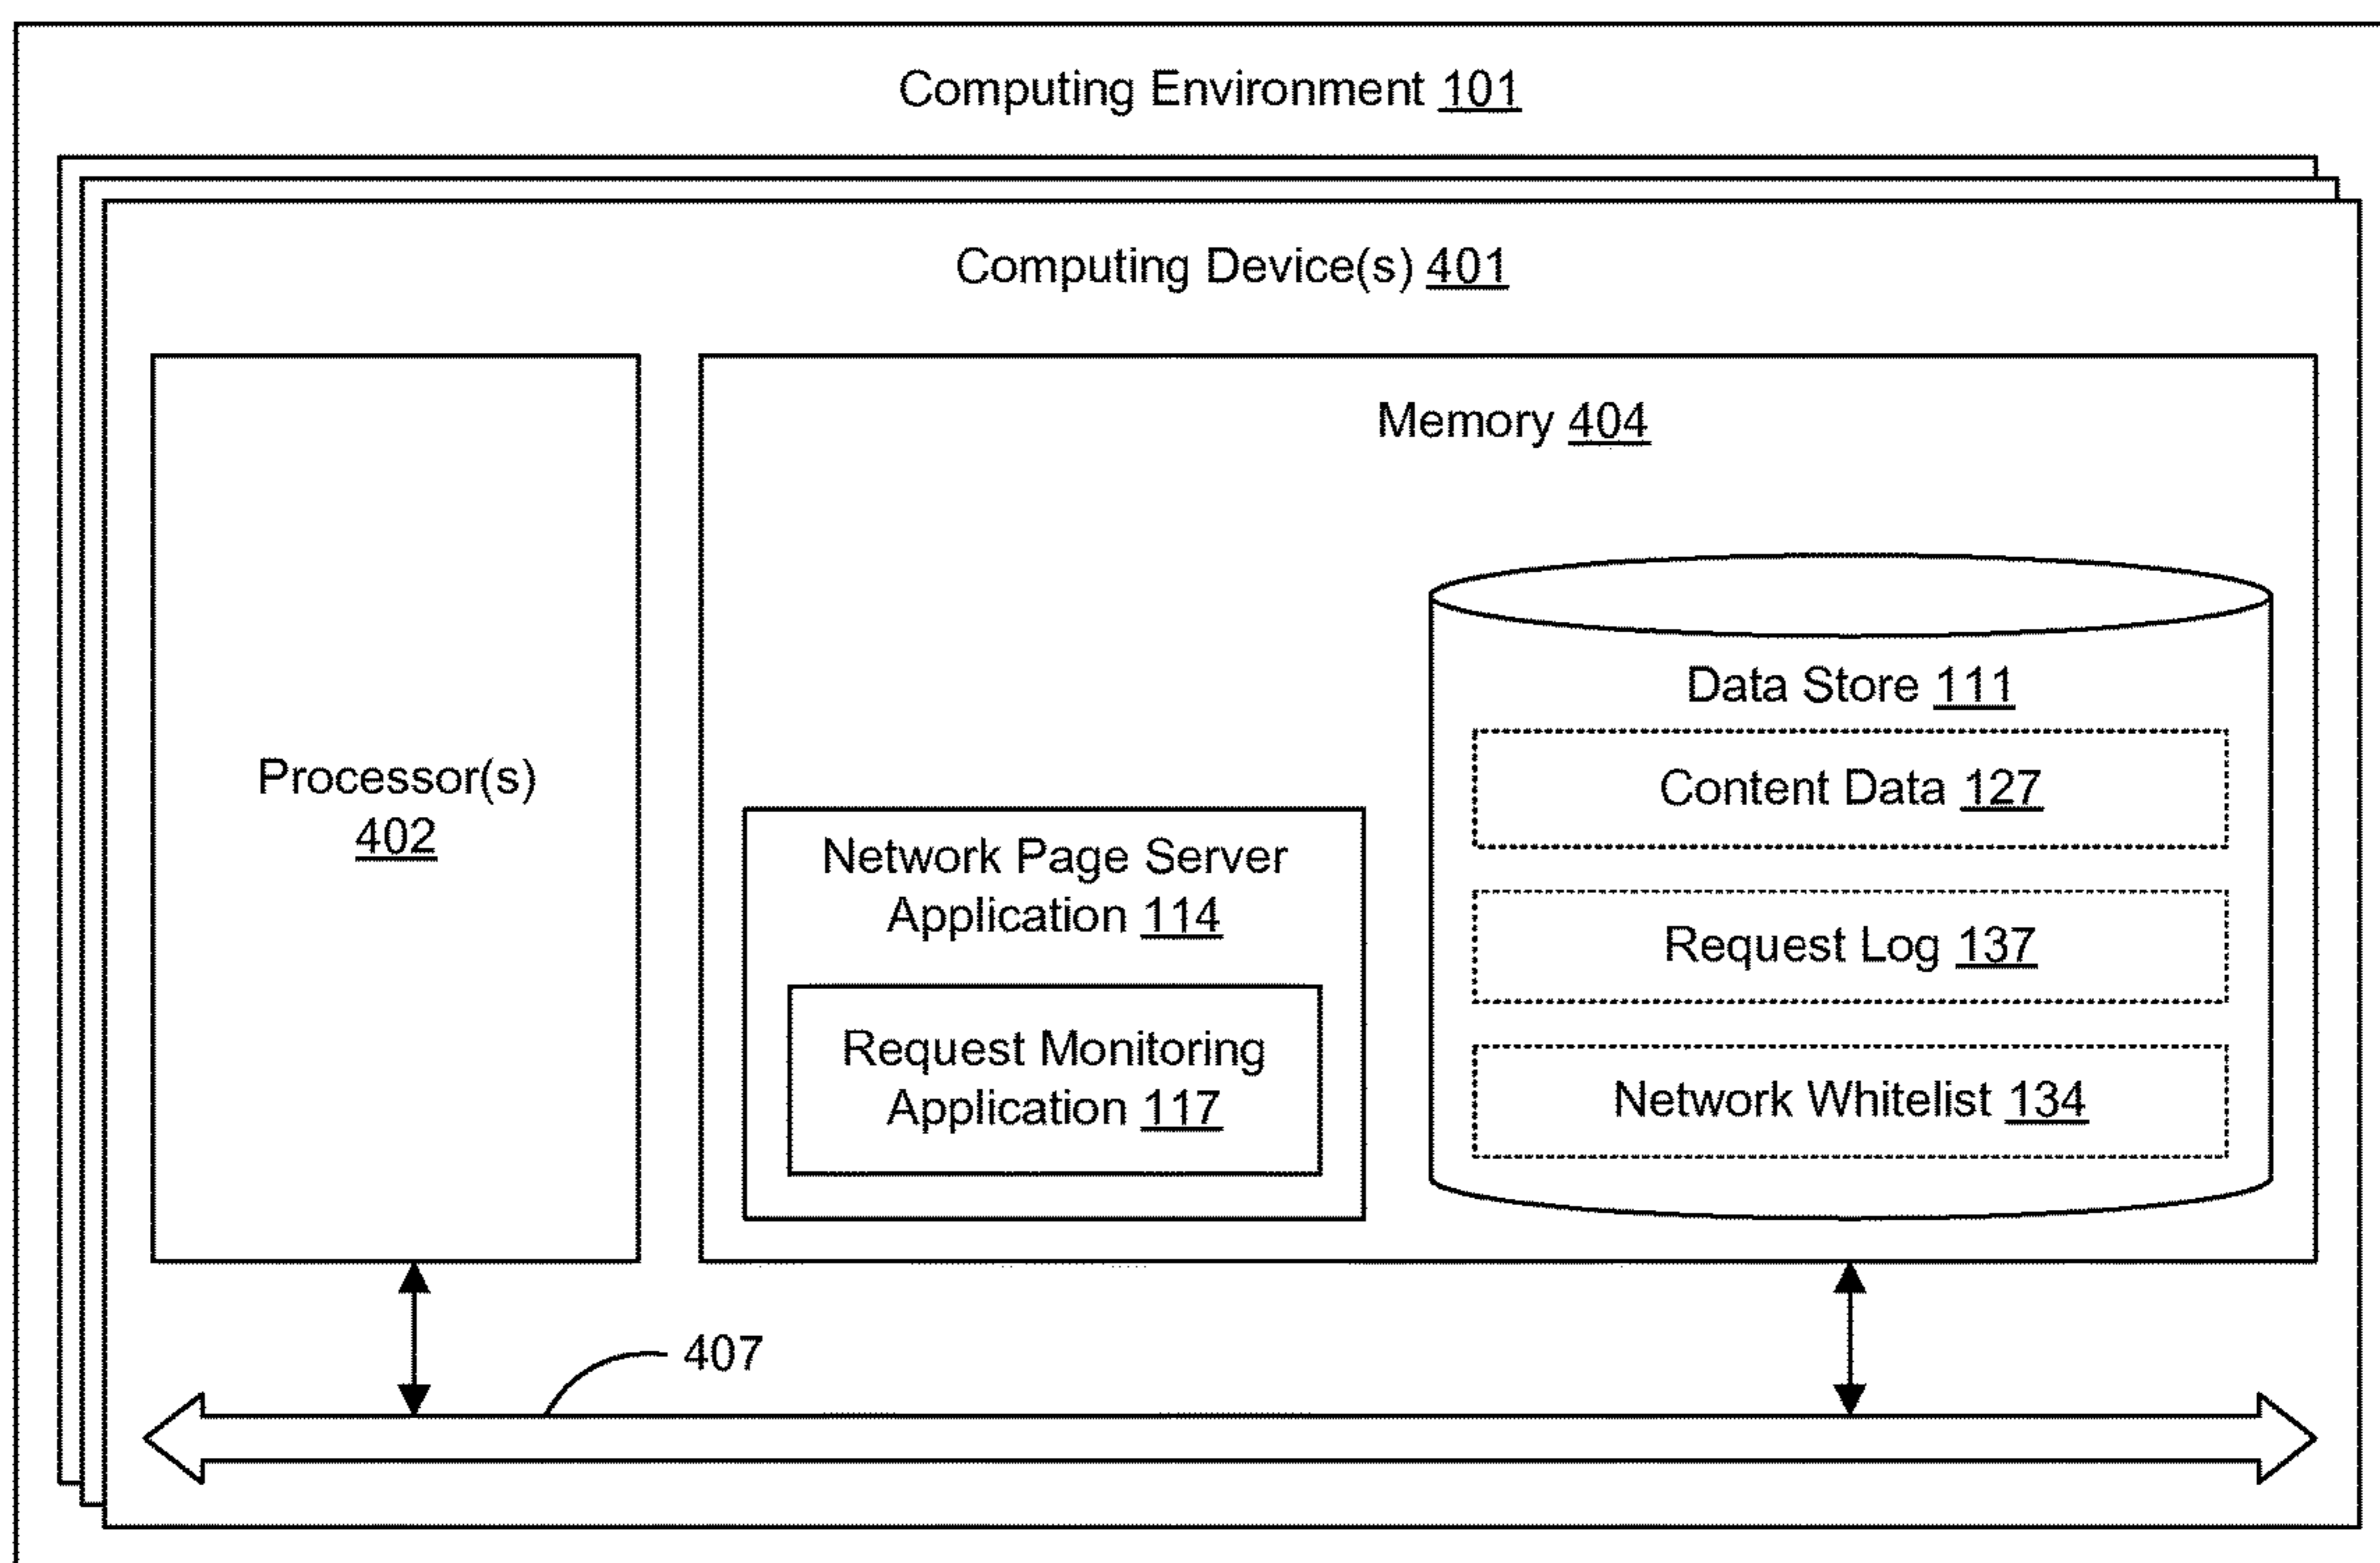 Computing Environment 101
Computing Device(s) 401
Memory 404
Processor(s)
402
Network Page Server
Application 114
Request Monitoring
Application 117
Data Store 111
Content Data 127
Request Log 137
Network Whitelist 134
407